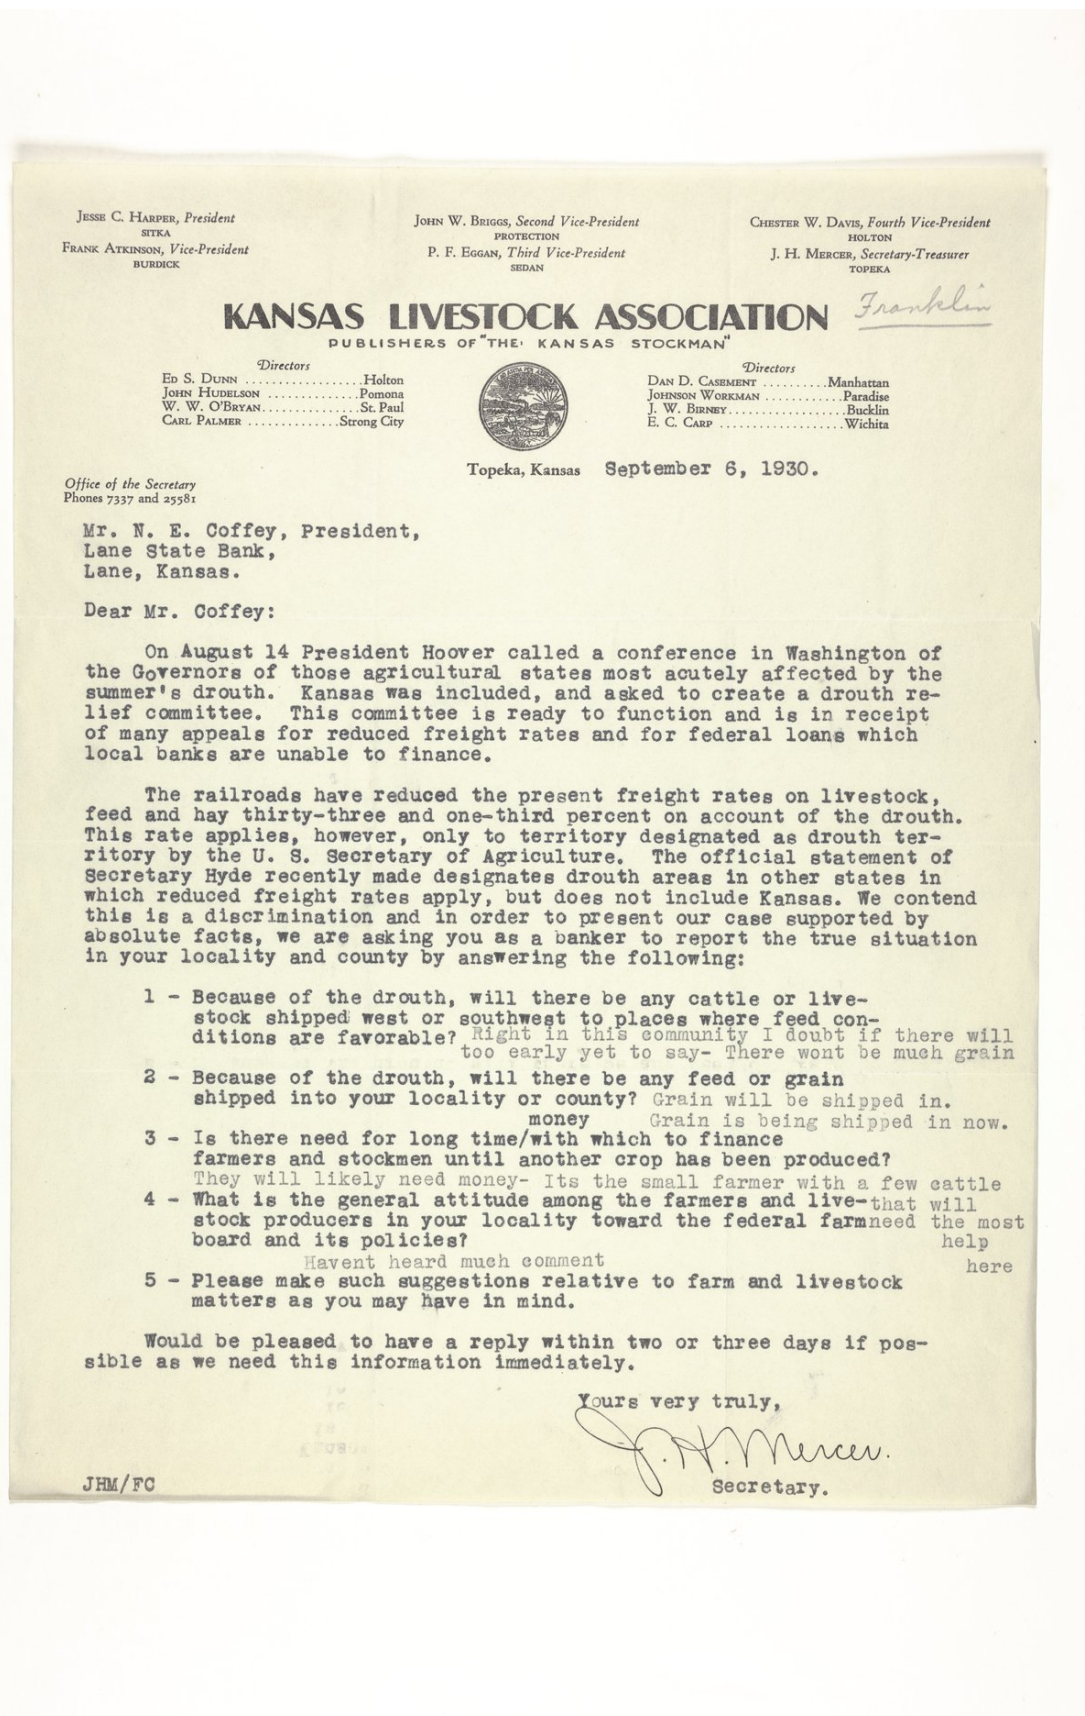 JESSE C. HARPER, President
SITKA
FRANK ATKINSON, Vice-President
BURDICK
JOHN W. BRIGGS, Second Vice-President
PROTECTION
P. F. EGGAN, Third Vice-President
SEDAN
CHESTER W. DAVIS, Fourth Vice-President
HOLTON
J. H. MERCER, Secretary-Treasurer
TOPEKA
Franklin
KANSAS LIVESTOCK ASSOCIATION
PUBLISHERS OF "THE KANSAS STOCKMAN"
Directors
ED S. DUNN .................Holton
JOHN HUDELSON .............Pomona
W. W. O'BRYAN..............St. Paul
CARL PALMER .............Strong City
Directors
DAN D. CASEMENT ..........Manhattan
JOHNSON WORKMAN ...........Paradise
J. W. BIRNEY.................Bucklin
E. C. CARP ..................Wichita
Topeka, Kansas September 6, 1930.
Office of the Secretary
Phones 7337 and 25581
Mr. N. E. Coffey, President,
Lane State Bank,
Lane, Kansas.
Dear Mr. Coffey:
On August 14 President Hoover called a conference in Washington of
the Governors of those agricultural states most acutely affected by the
summer's drouth. Kansas was included, and asked to create a drouth re-
lief committee. This committee is ready to function and is in receipt
of many appeals for reduced freight rates and for federal loans which
local banks are unable to finance.
The railroads have reduced the present freight rates on livestock,
feed and hay thirty-three and one-third percent on account of the drouth.
This rate applies, however, only to territory designated as drouth ter-
ritory by the U. S. Secretary of Agriculture. The official statement of
Secretary Hyde recently made designates drouth areas in other states in
which reduced freight rates apply, but does not include Kansas. We contend
this is a discrimination and in order to present our case supported by
absolute facts, we are asking you as a banker to report the true situation
in your locality and county by answering the following:
1 - Because of the drouth, will there be any cattle or live-
stock shipped west or southwest to places where feed con-
ditions are favorable? Right in this community I doubt if there will
too early yet to say- There wont be much grain
2 - Because of the drouth, will there be any feed or grain
shipped into your locality or county? Grain will be shipped in.
money Grain is being shipped in now.
3 - Is there need for long time/with which to finance
farmers and stockmen until another crop has been produced?
They will likely need money- Its the small farmer with a few cattle
4 - What is the general attitude among the farmers and live-that will
stock producers in your locality toward the federal farmneed the most
board and its policies? help
Havent heard much comment here
5 - Please make such suggestions relative to farm and livestock
matters as you may have in mind.
Would be pleased to have a reply within two or three days if pos-
sible as we need this information immediately.
Yours very truly,
J. H. Mercer.
JHM/FC Secretary.